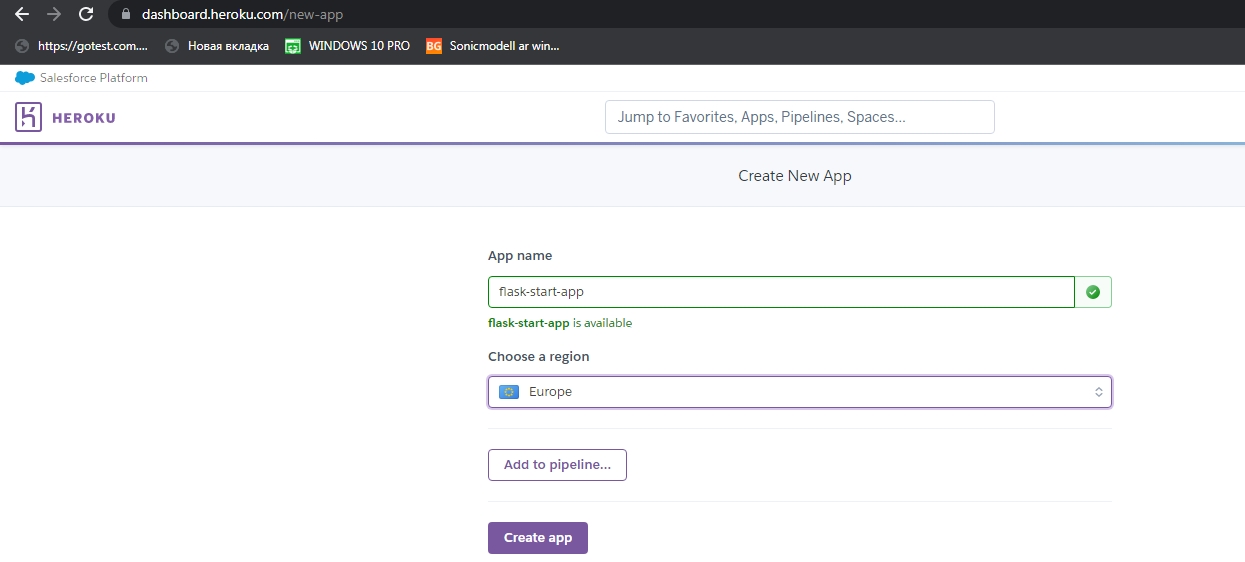 dashboard.heroku.com/new-app
https://gotest.com.... Новая вкладка WINDOWS 10 PRO BG Sonicmodell ar win...
Salesforce Platform
HEROKU Jump to Favorites, Apps, Pipelines, Spaces...
Create New App
App name
flask-start-app
flask-start-app is available
Choose a region
Europe
Add to pipeline...
Create app